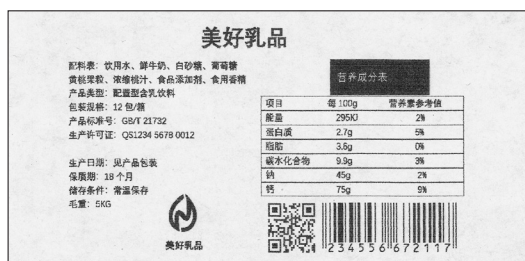 美好乳品
配料表：饮用水、鲜牛奶、白砂糖、葡萄糖
黄桃果粒、浓缩桃汁、食品添加剂、食用香精
产品类型：配置型含乳饮料
包装规格：12 包/箱
产品标准号：GB/T 21732
生产许可证：QS1234 5678 0012
生产日期：见产品包装
保质期：18 个月
储存条件：常温保存
毛重：5KG
美好乳品
营养成分表
项目 每 100g 营养素参考值
能量 295KJ 2%
蛋白质 2.7g 5%
脂肪 3.6g 0%
碳水化合物 9.9g 3%
钠 45g 2%
钙 75g 9%
234556672117